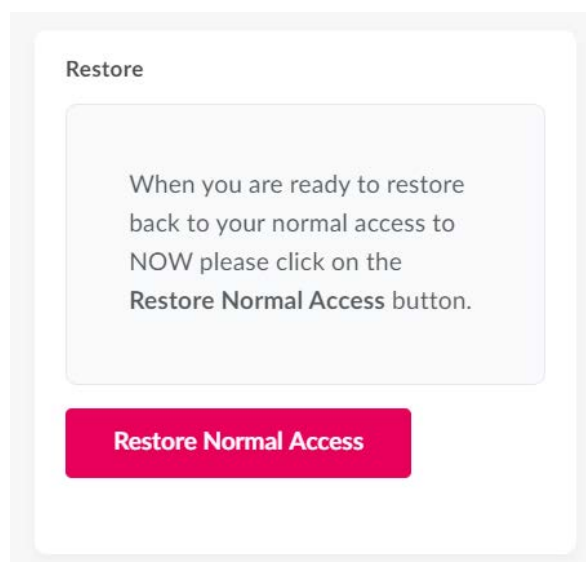 Restore
When you are ready to restore
back to your normal access to
NOW please click on the
Restore Normal Access button.
Restore Normal Access